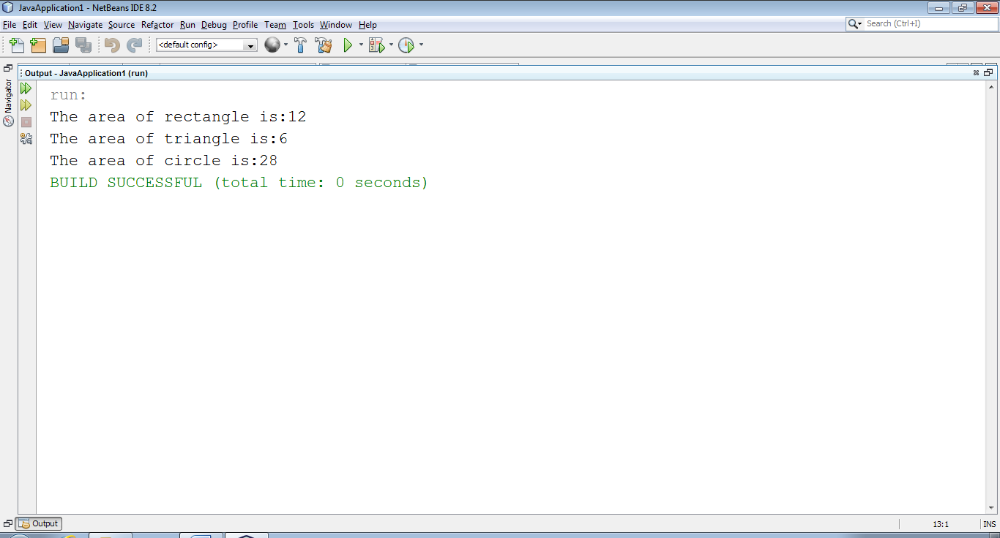 JavaApplication1 - NetBeans IDE 8.2
File Edit View Navigate Source Refactor Run Debug Profile Team Tools Window Help
Search (Ctrl+I)
<default config>
Output - JavaApplication1 (run)
Navigator
run:
The area of rectangle is:12
The area of triangle is:6
The area of circle is:28
BUILD SUCCESSFUL (total time: 0 seconds)
Output
13:1 INS